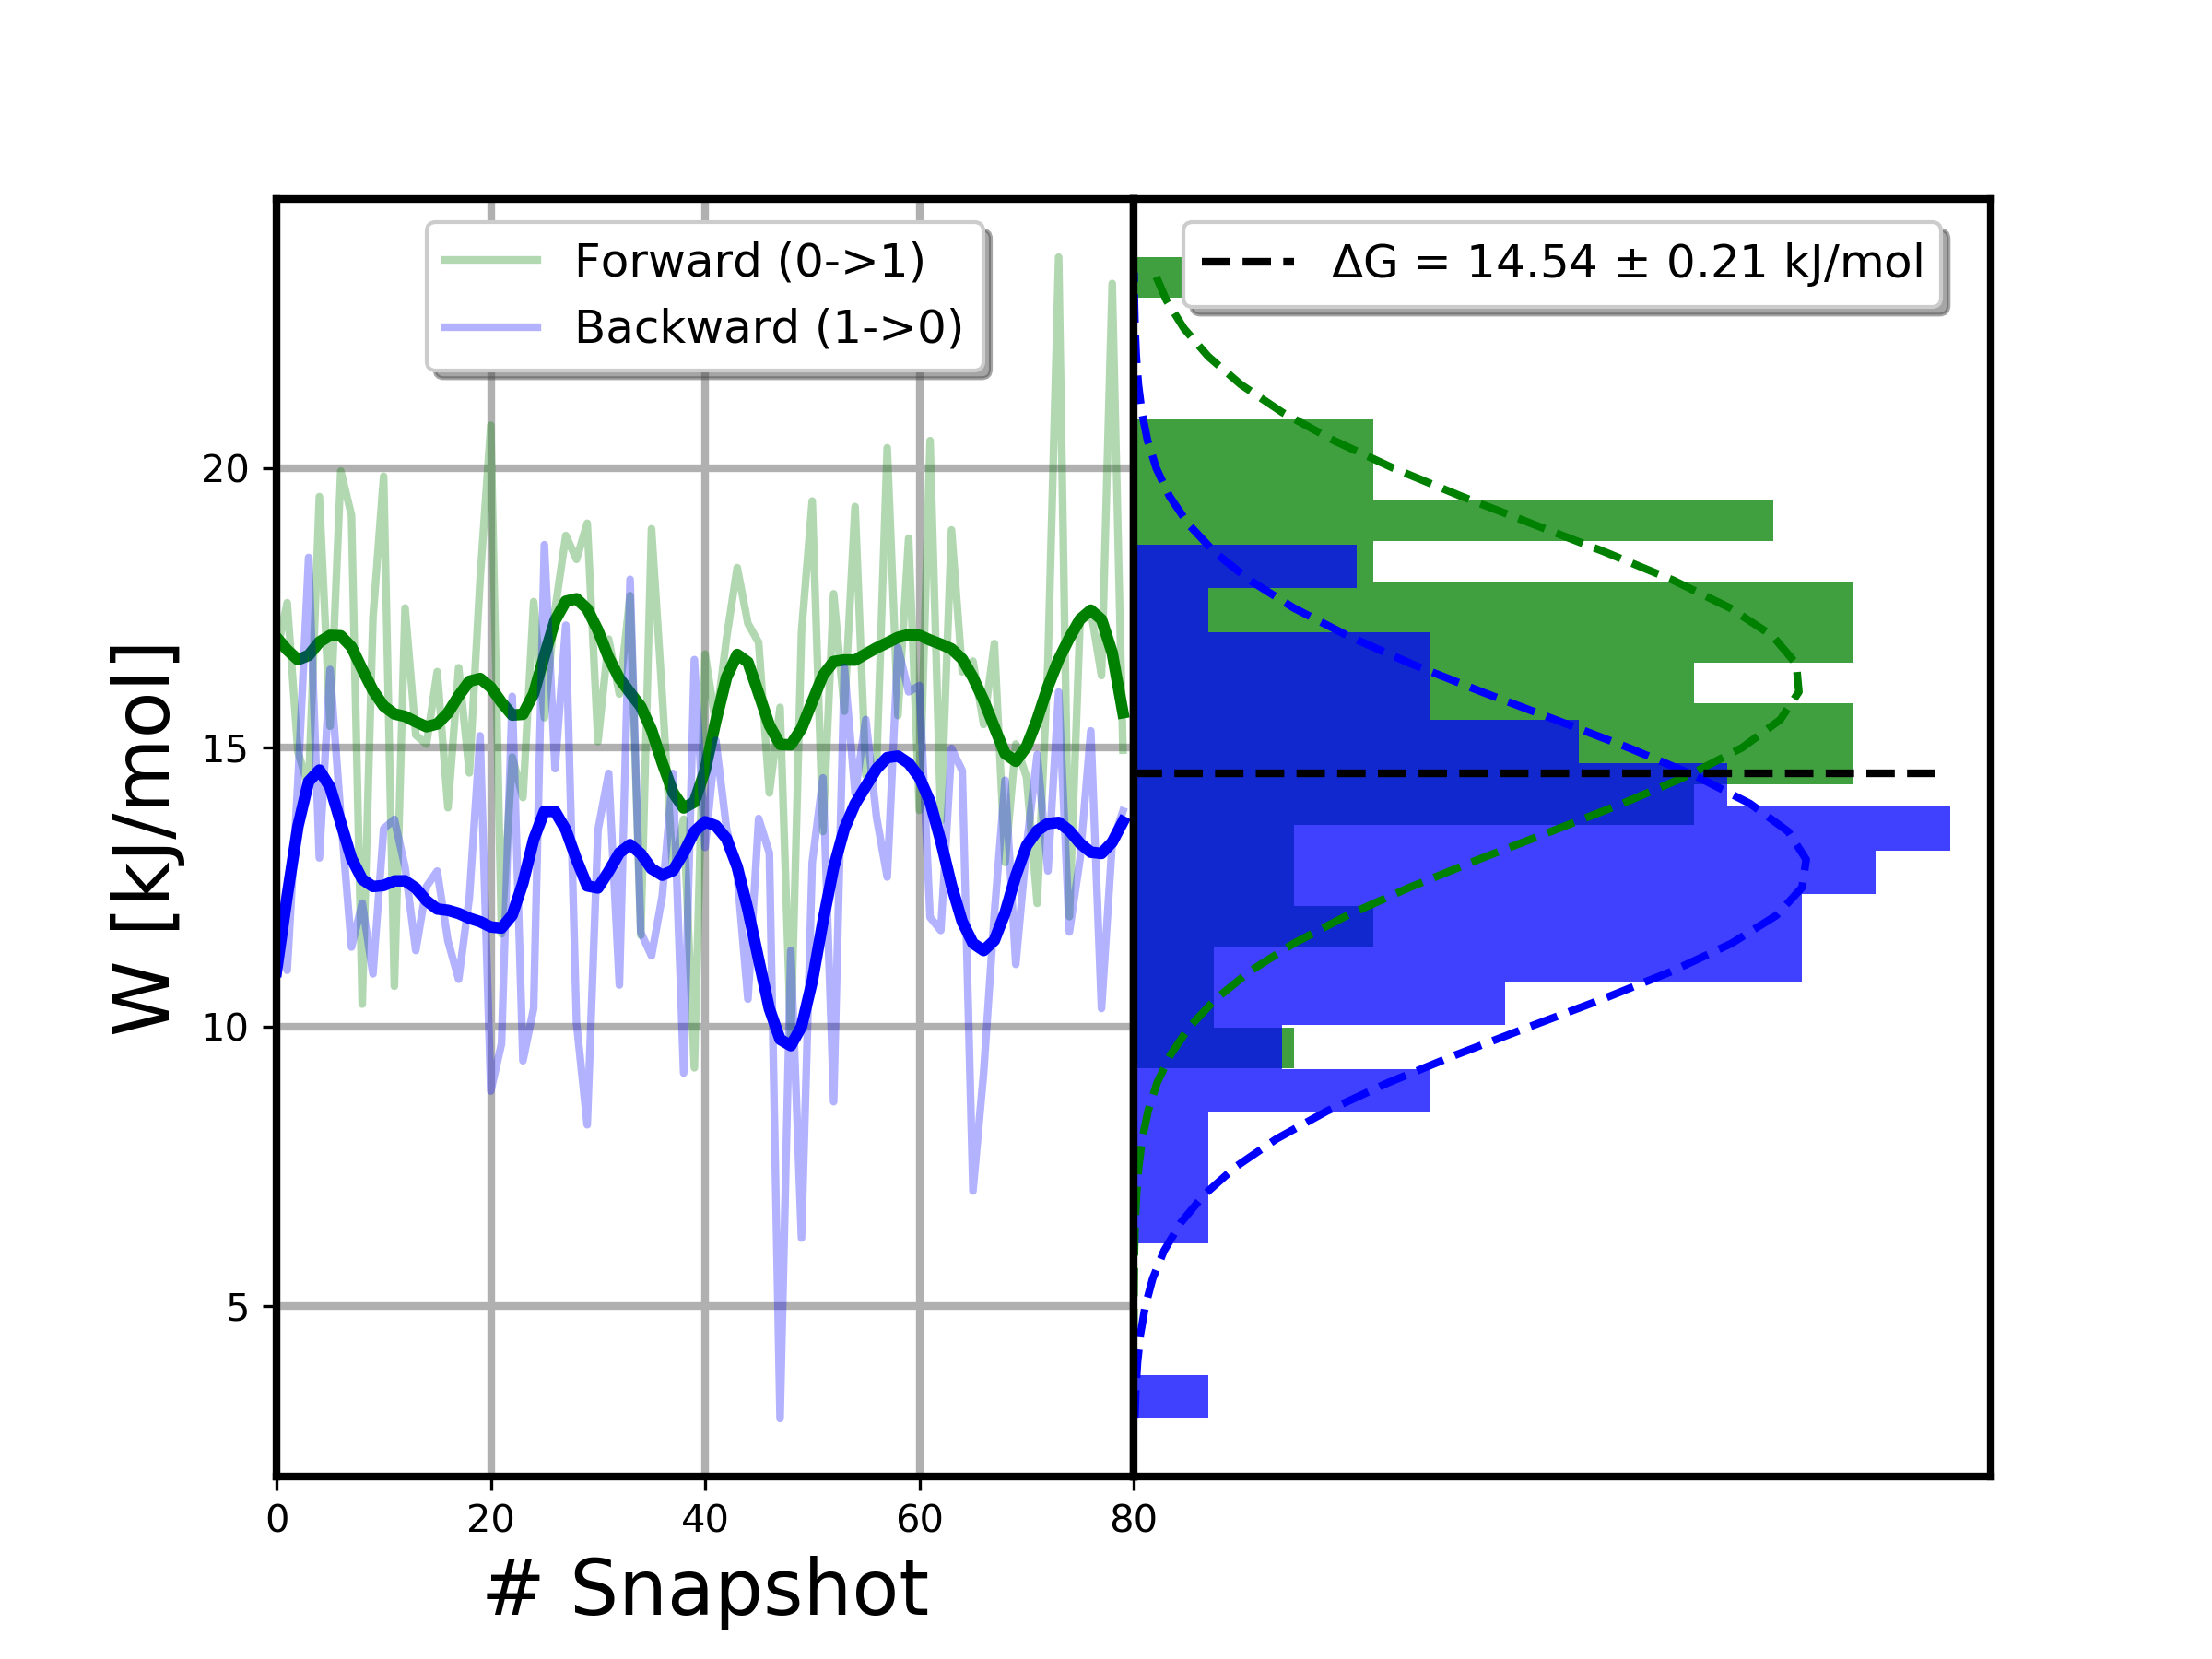 Forward (0->1)
Backward (1->0)
ΔG = 14.54 ± 0.21 kJ/mol
W [kJ/mol]
20
15
10
5
0 20 40 60 80
# Snapshot